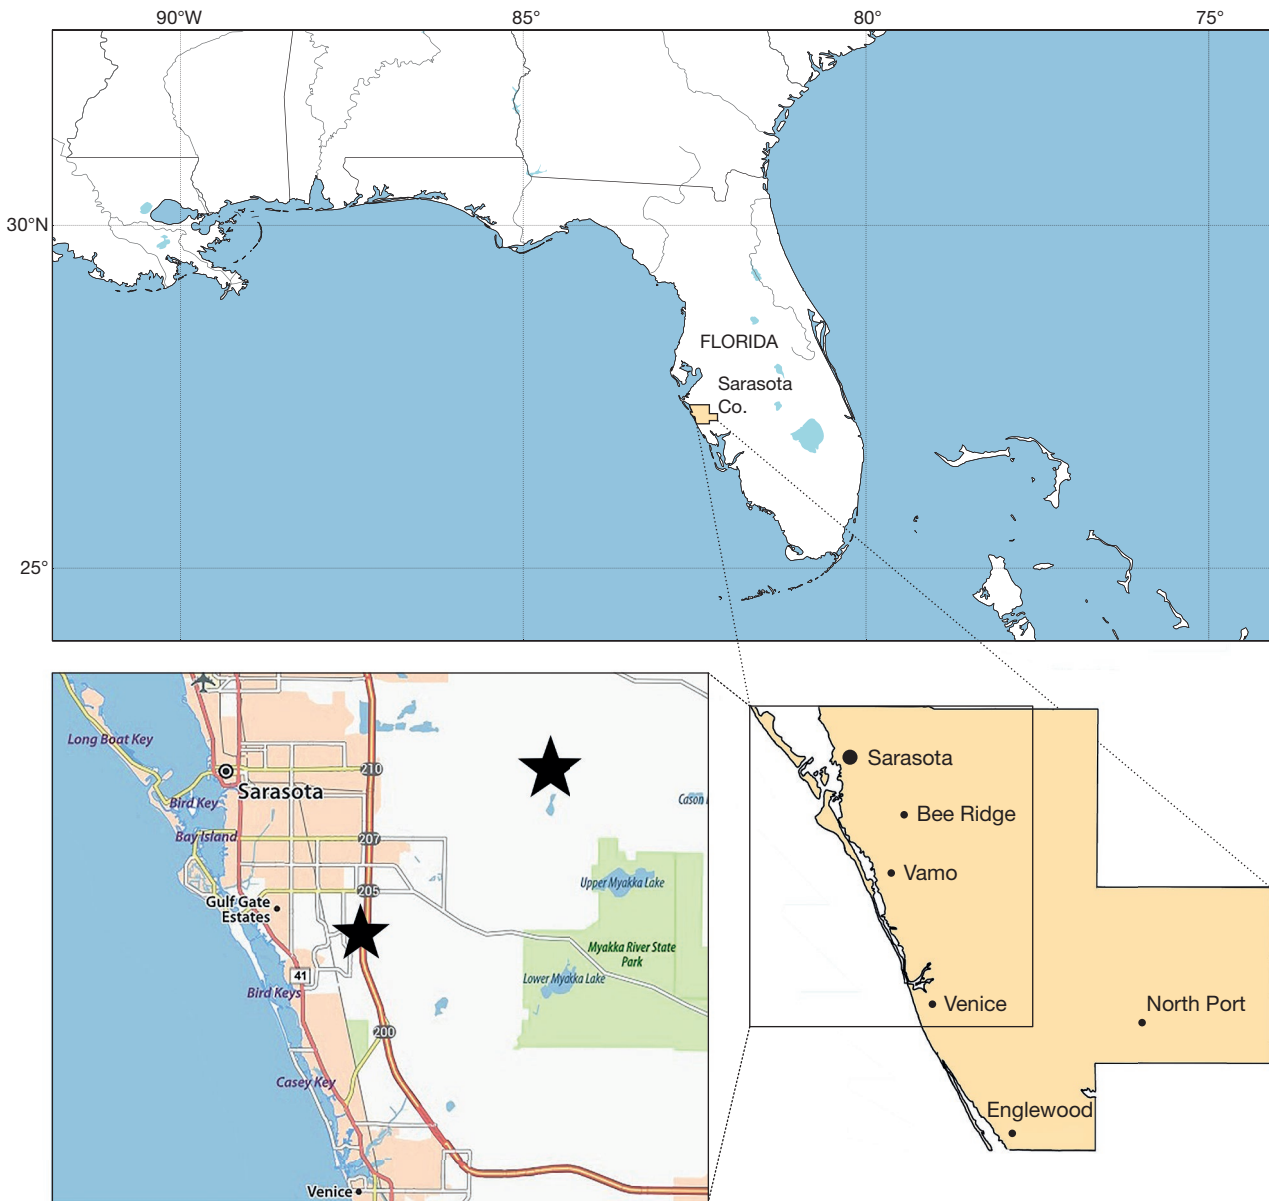 90°W 85° 80° 75°
30°N
25°
FLORIDA
Sarasota
Co.
Long Boat Key
210
Sarasota
Bird Key
Cason
Bay Island
207
205
Upper Myakka Lake
Gulf Gate
Estates
Myakka River State
Park
41
Lower Myakka Lake
Bird Keys
200
Casey Key
Venice
Sarasota
Bee Ridge
Vamo
Venice
North Port
Englewood